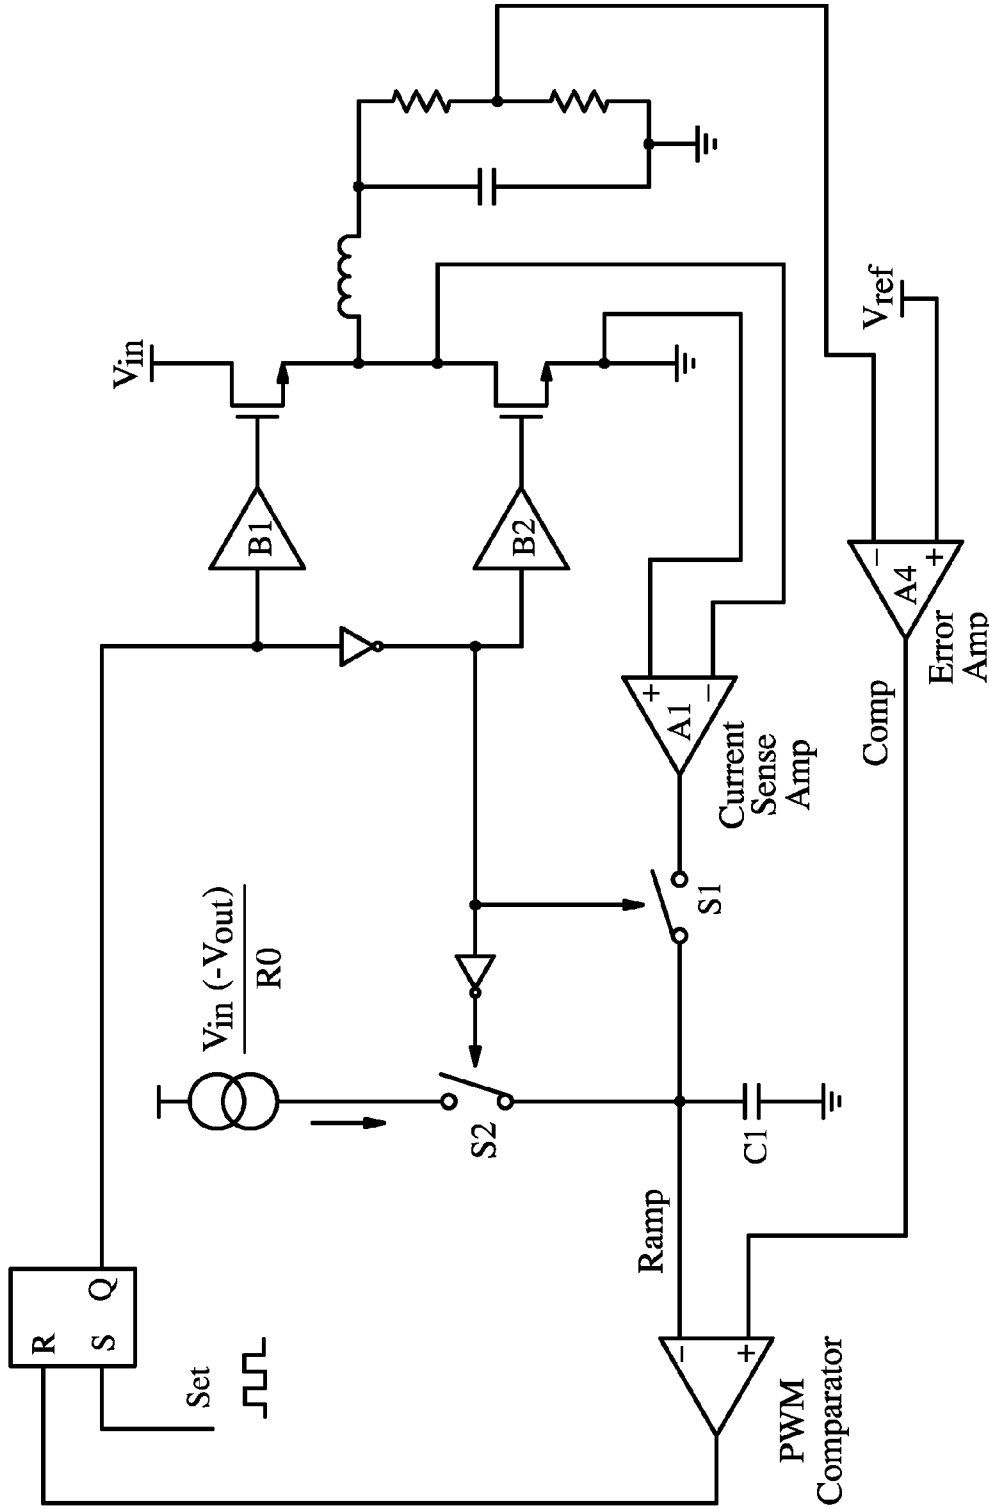 R
S
Q
Set
Vin (-Vout)
R0
S2
Vin
B1
B2
Ramp
C1
S1
A1
+
−
Current
Sense
Amp
PWM
Comparator
−
+
Comp
A4
−
+
Error
Amp
Vref